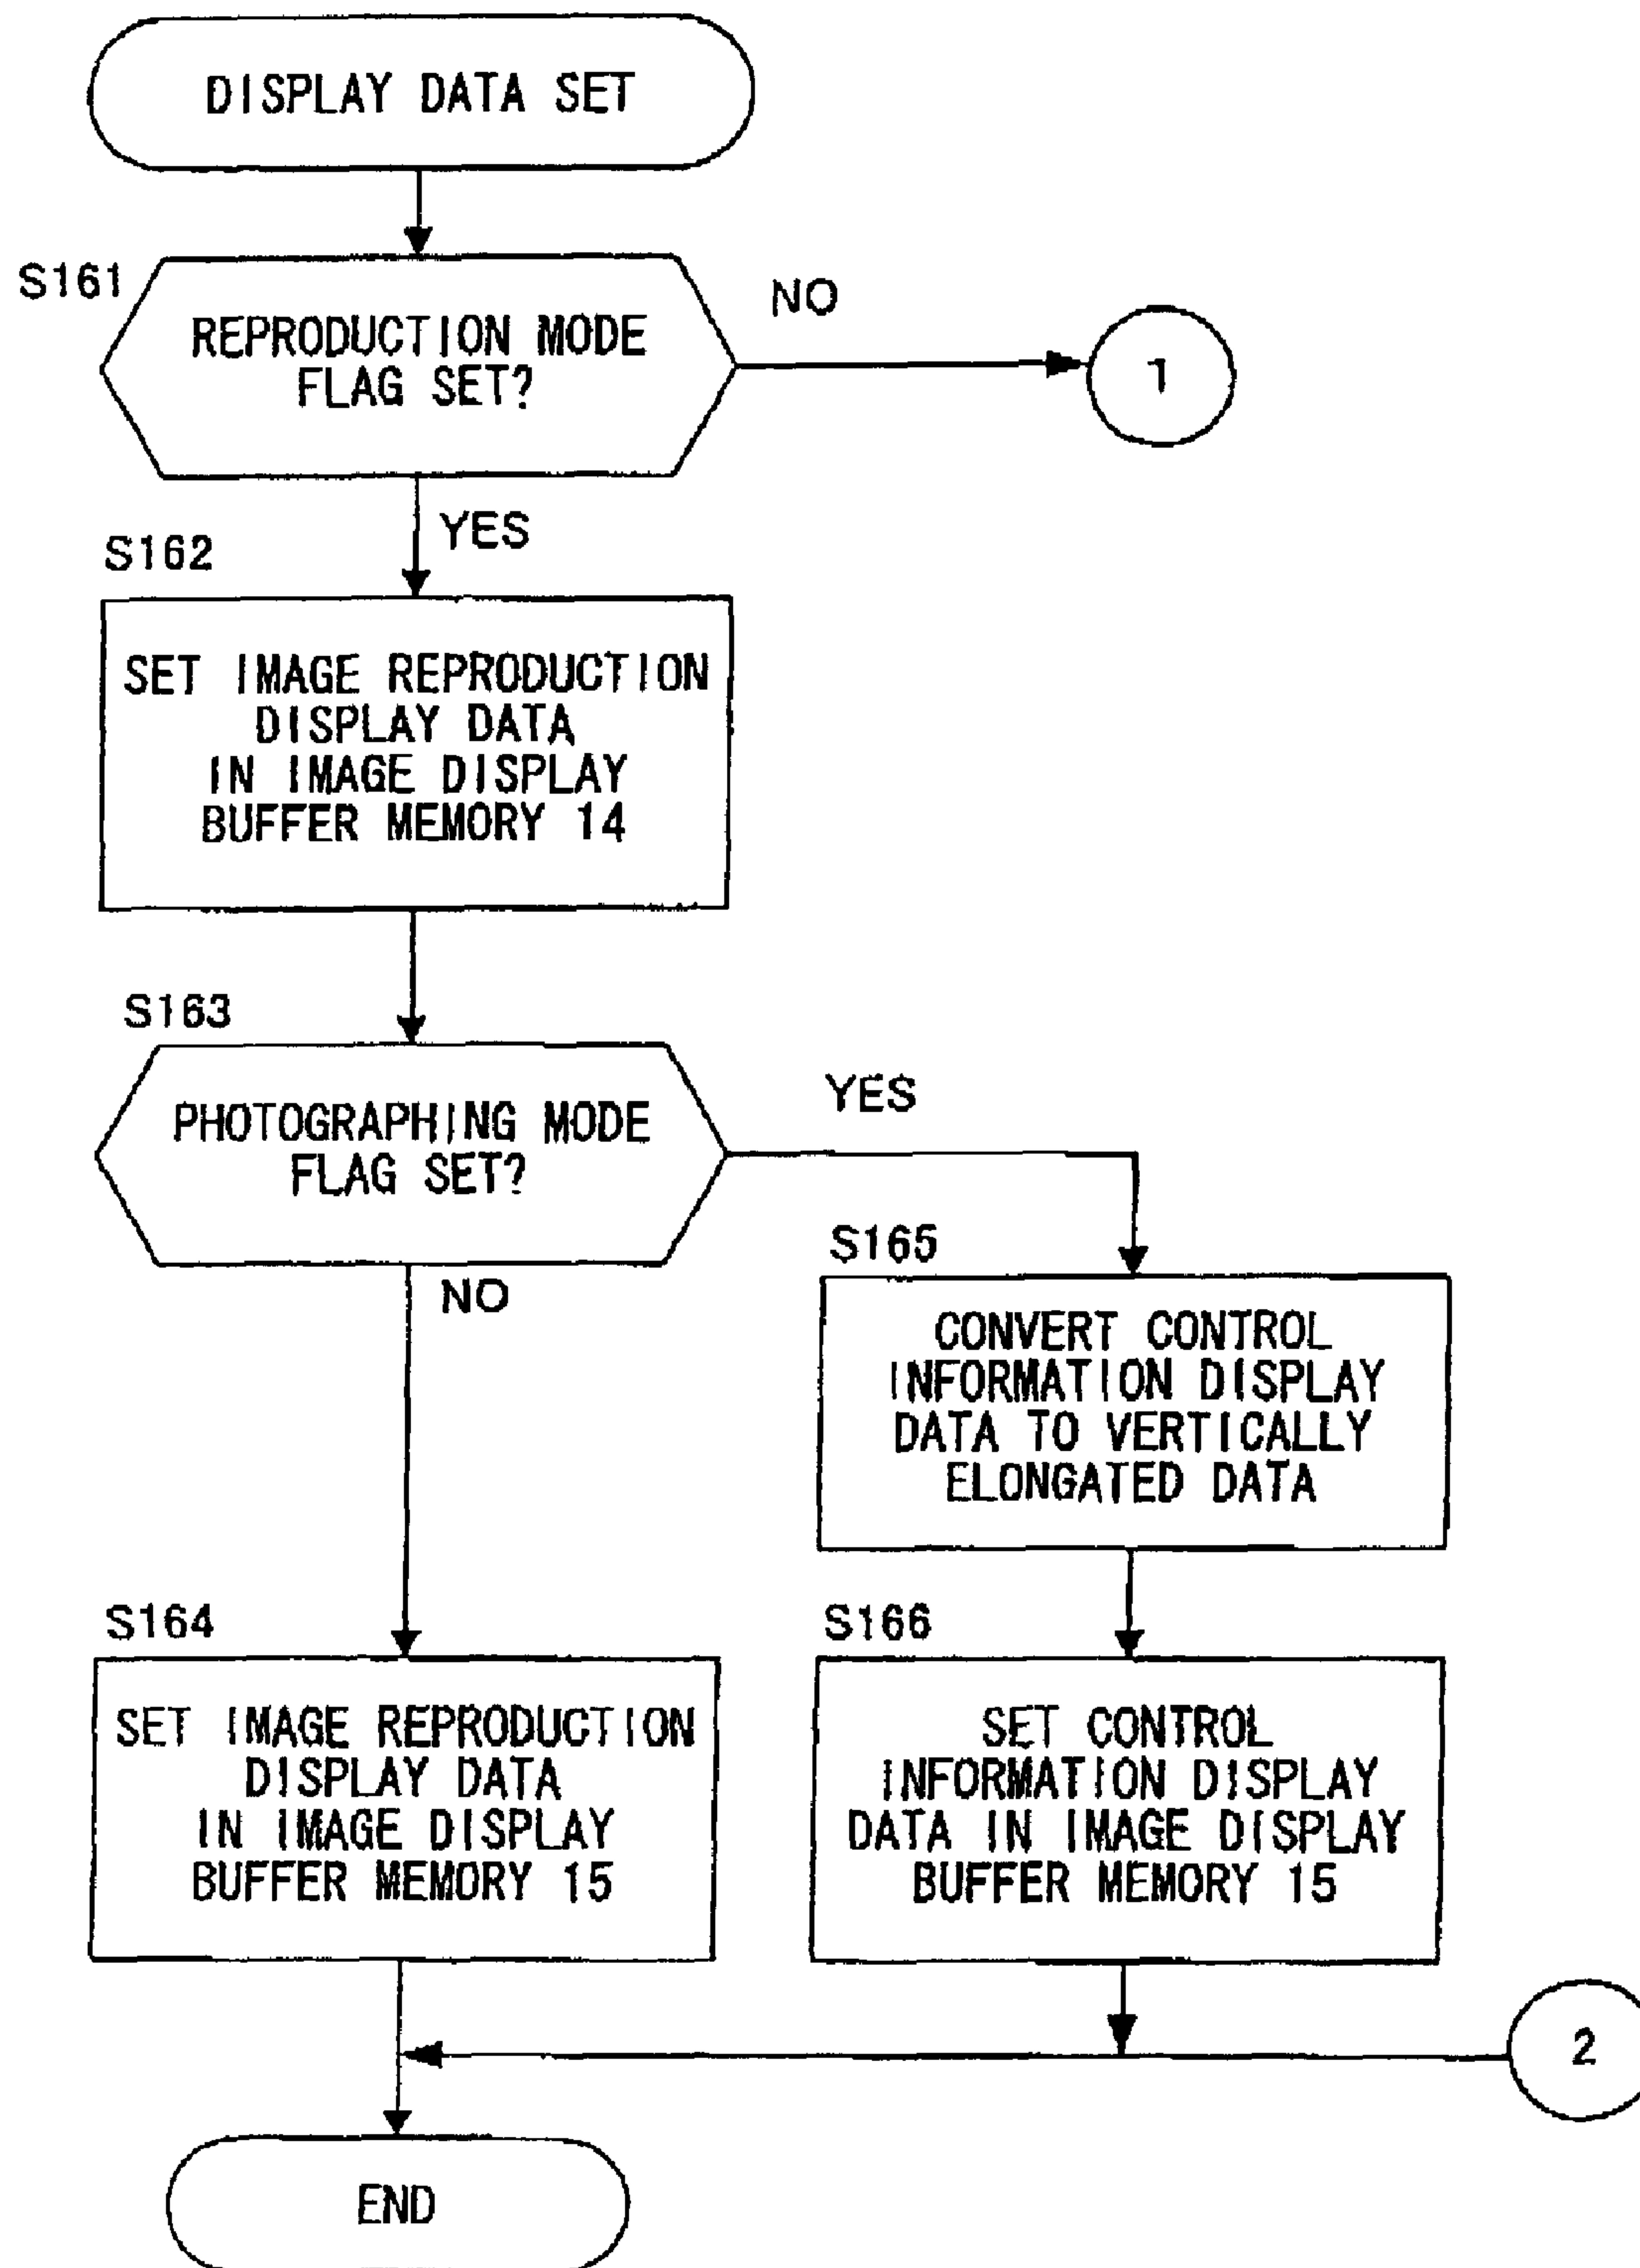 DISPLAY DATA SET
S161
REPRODUCTION MODE
FLAG SET?
NO
1
YES
S162
SET IMAGE REPRODUCTION
DISPLAY DATA
IN IMAGE DISPLAY
BUFFER MEMORY 14
S163
PHOTOGRAPHING MODE
FLAG SET?
YES
NO
S165
CONVERT CONTROL
INFORMATION DISPLAY
DATA TO VERTICALLY
ELONGATED DATA
S164
SET IMAGE REPRODUCTION
DISPLAY DATA
IN IMAGE DISPLAY
BUFFER MEMORY 15
S166
SET CONTROL
INFORMATION DISPLAY
DATA IN IMAGE DISPLAY
BUFFER MEMORY 15
2
END